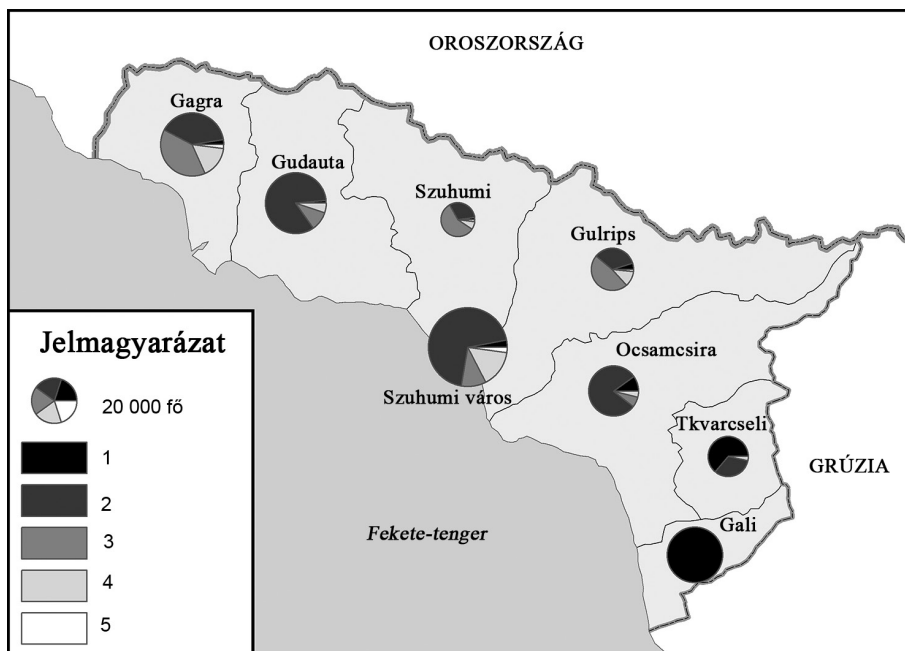 OROSZORSZÁG
Gagra
Gudauta
Szuhumi
Gulrips
Ocsamcsira
Szuhumi város
Tkvarcseli
GRÚZIA
Gali
Fekete-tenger
Jelmagyarázat
20 000 fő
1
2
3
4
5